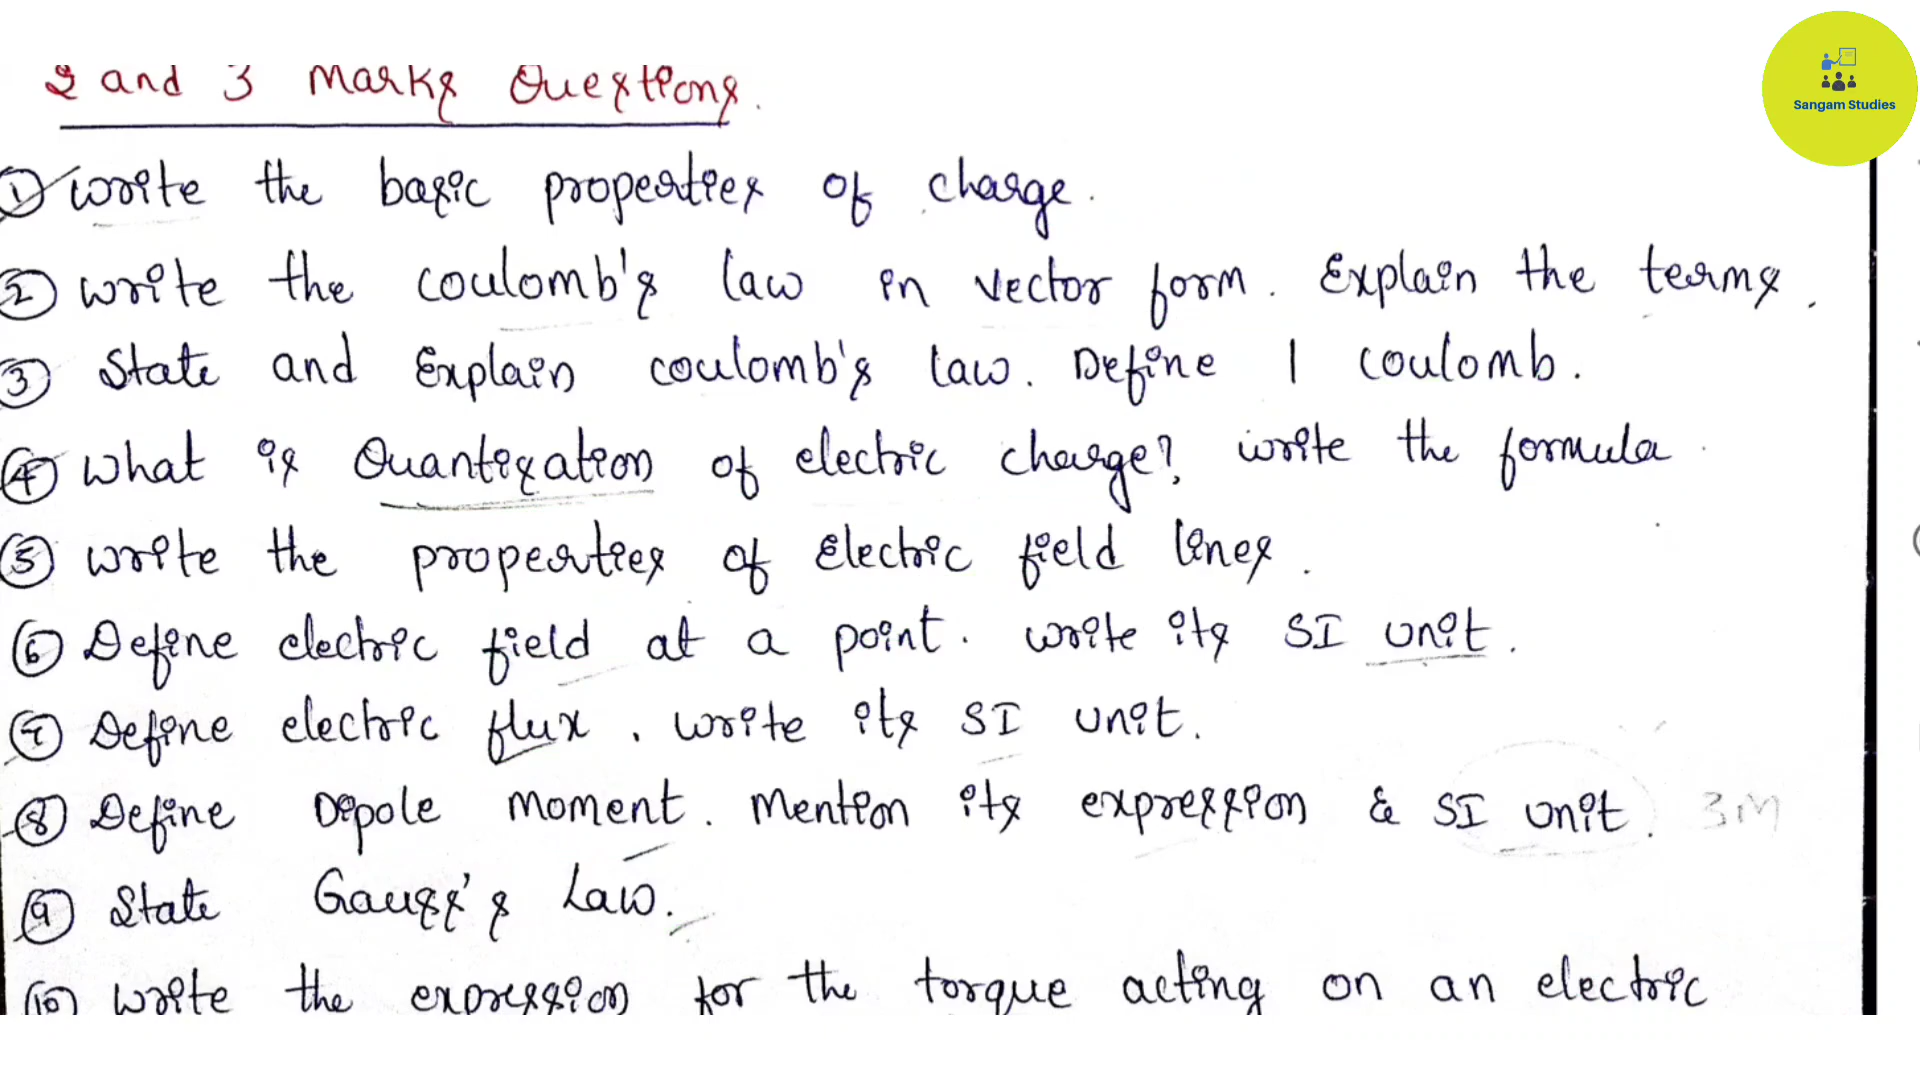 2 and 3 Marks Questions.
Sangam Studies
① write the basic properties of charge.
② write the coulomb's law in vector form. Explain the terms.
③ State and Explain coulomb's law. Define 1 coulomb.
④ what is Quantization of electric charge? write the formula
⑤ write the properties of Electric field lines.
⑥ Define electric field at a point. write its SI unit.
⑦ Define electric flux. write its SI unit.
⑧ Define Dipole moment. Mention its expression & SI unit. 3M
⑨ State Gauss's Law.
⑩ write the expression for the torque acting on an electric